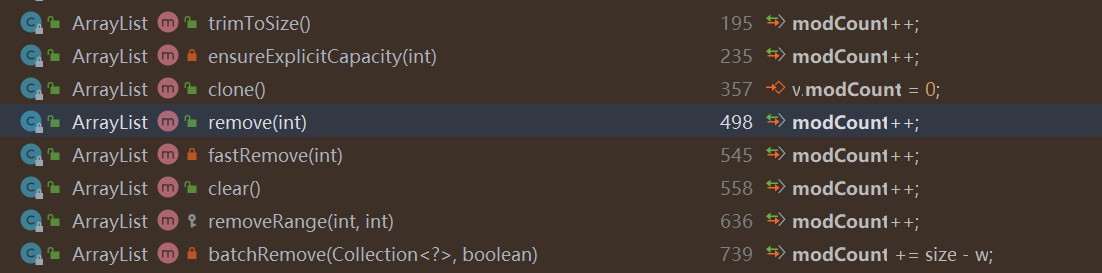 C ArrayList m trimToSize() 195 modCount++;
C ArrayList m ensureExplicitCapacity(int) 235 modCount++;
C ArrayList m clone() 357 v.modCount = 0;
C ArrayList m remove(int) 498 modCount++;
C ArrayList m fastRemove(int) 545 modCount++;
C ArrayList m clear() 558 modCount++;
C ArrayList m removeRange(int, int) 636 modCount++;
C ArrayList m batchRemove(Collection<?>, boolean) 739 modCount += size - w;